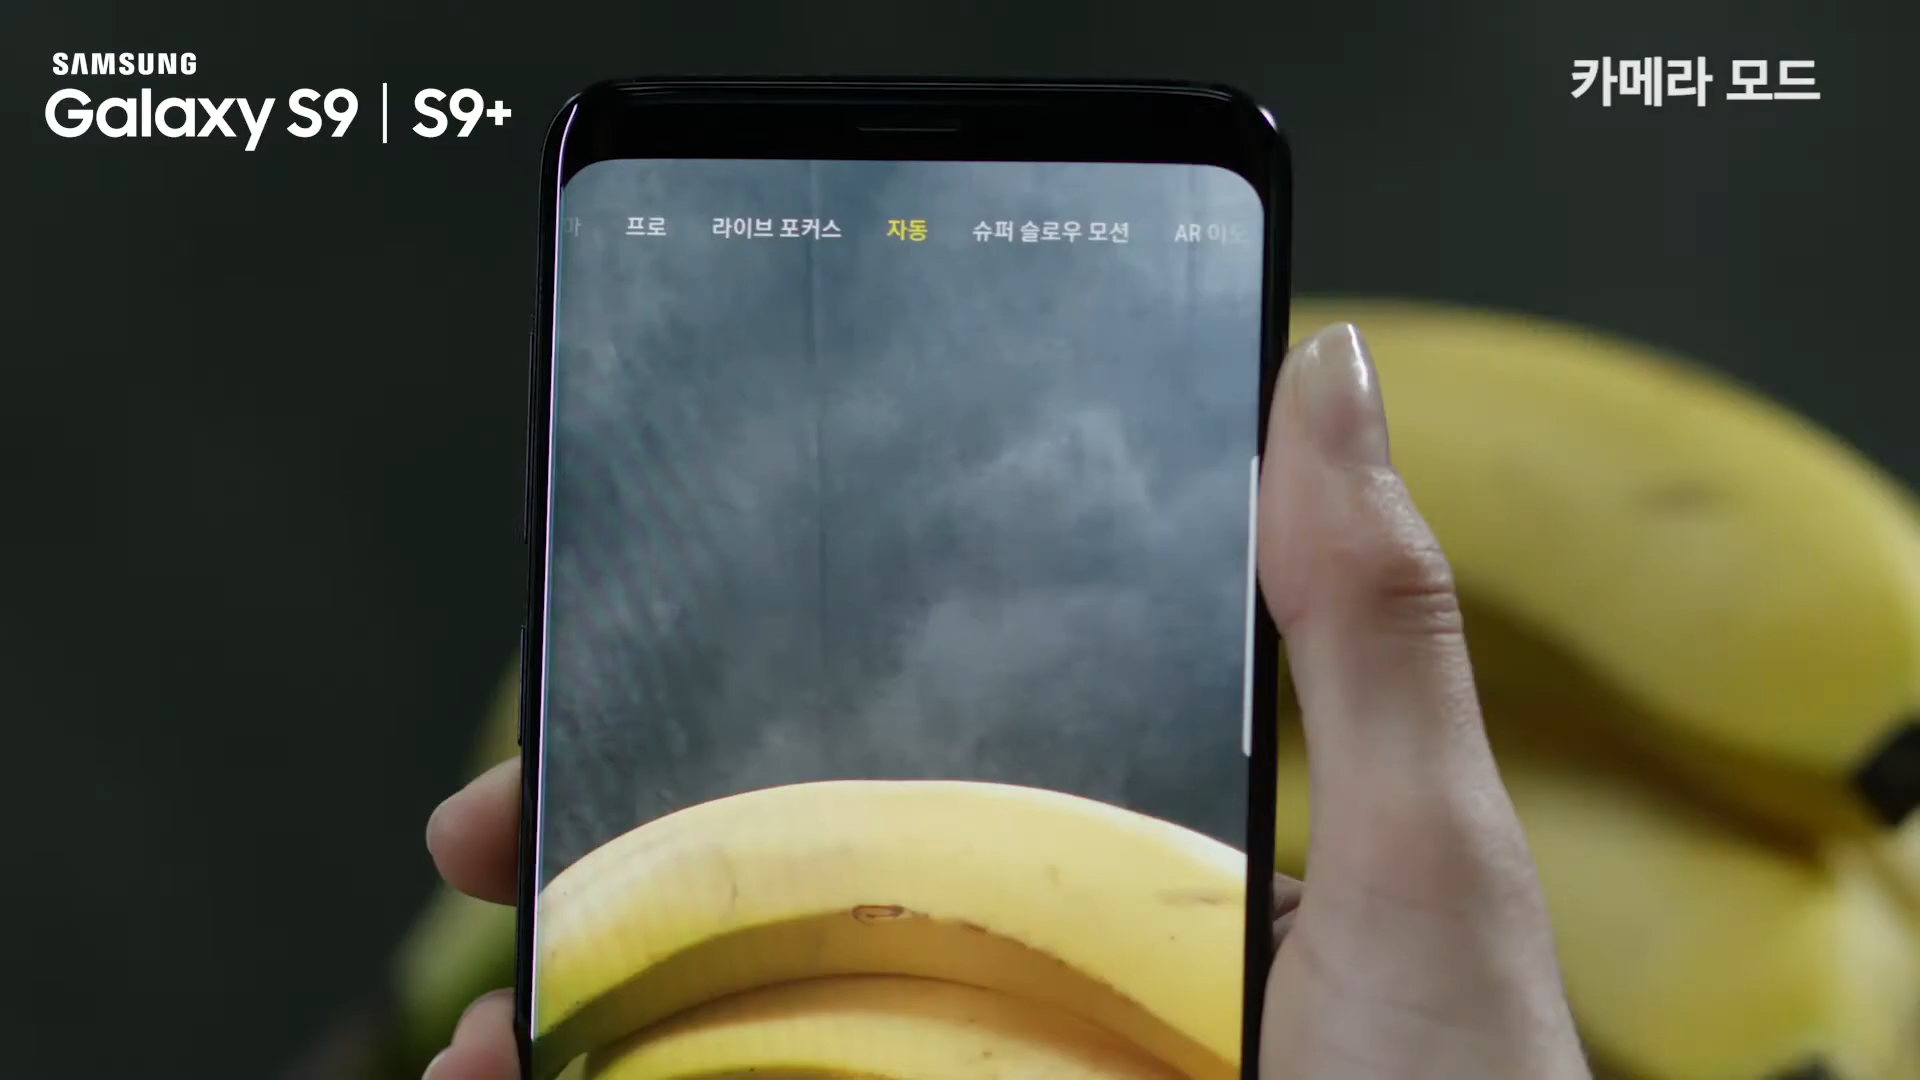 SAMSUNG
Galaxy S9 | S9+
카메라 모드
프로 라이브 포커스 자동 슈퍼 슬로우 모션 AR